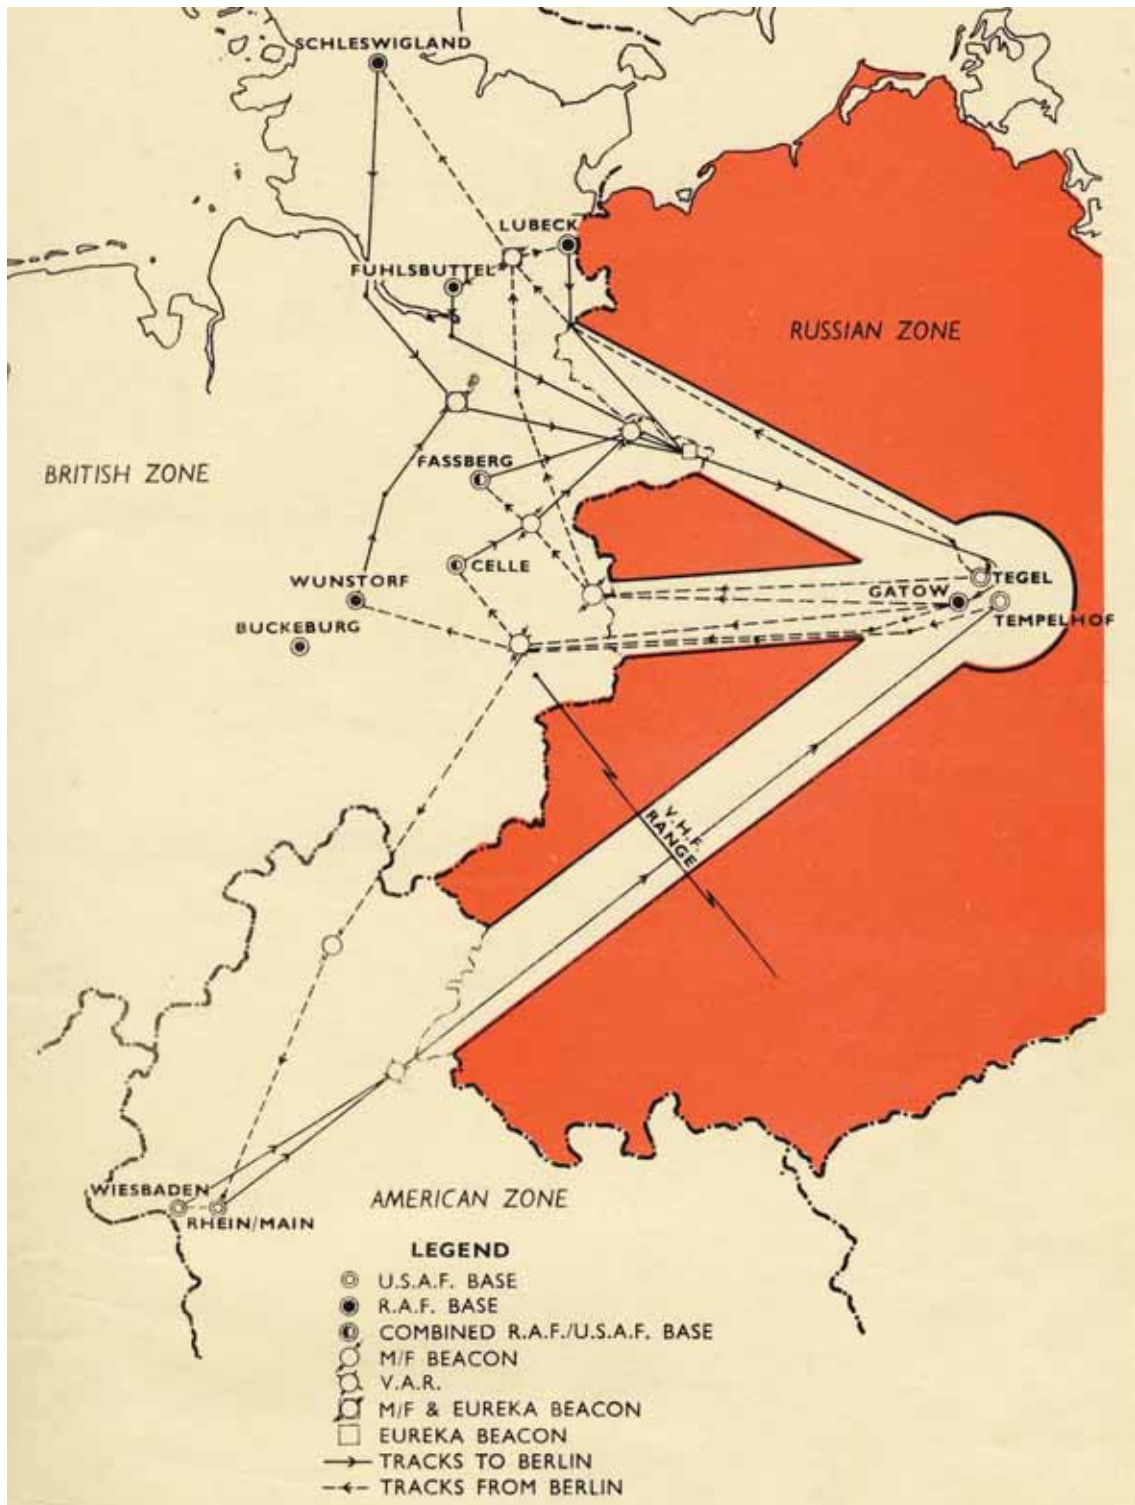 SCHLESWIGLAND
LUBECK
FUHLSBUTTEL
RUSSIAN ZONE
BRITISH ZONE
FASSBERG
CELLE
WUNSTORF
BUCKEBURG
GATOW
TEGEL
TEMPELHOF
V.H.F.
RANGE
WIESBADEN
RHEIN/MAIN
AMERICAN ZONE
LEGEND
U.S.A.F. BASE
R.A.F. BASE
COMBINED R.A.F./U.S.A.F. BASE
M/F BEACON
V.A.R.
M/F & EUREKA BEACON
EUREKA BEACON
TRACKS TO BERLIN
TRACKS FROM BERLIN